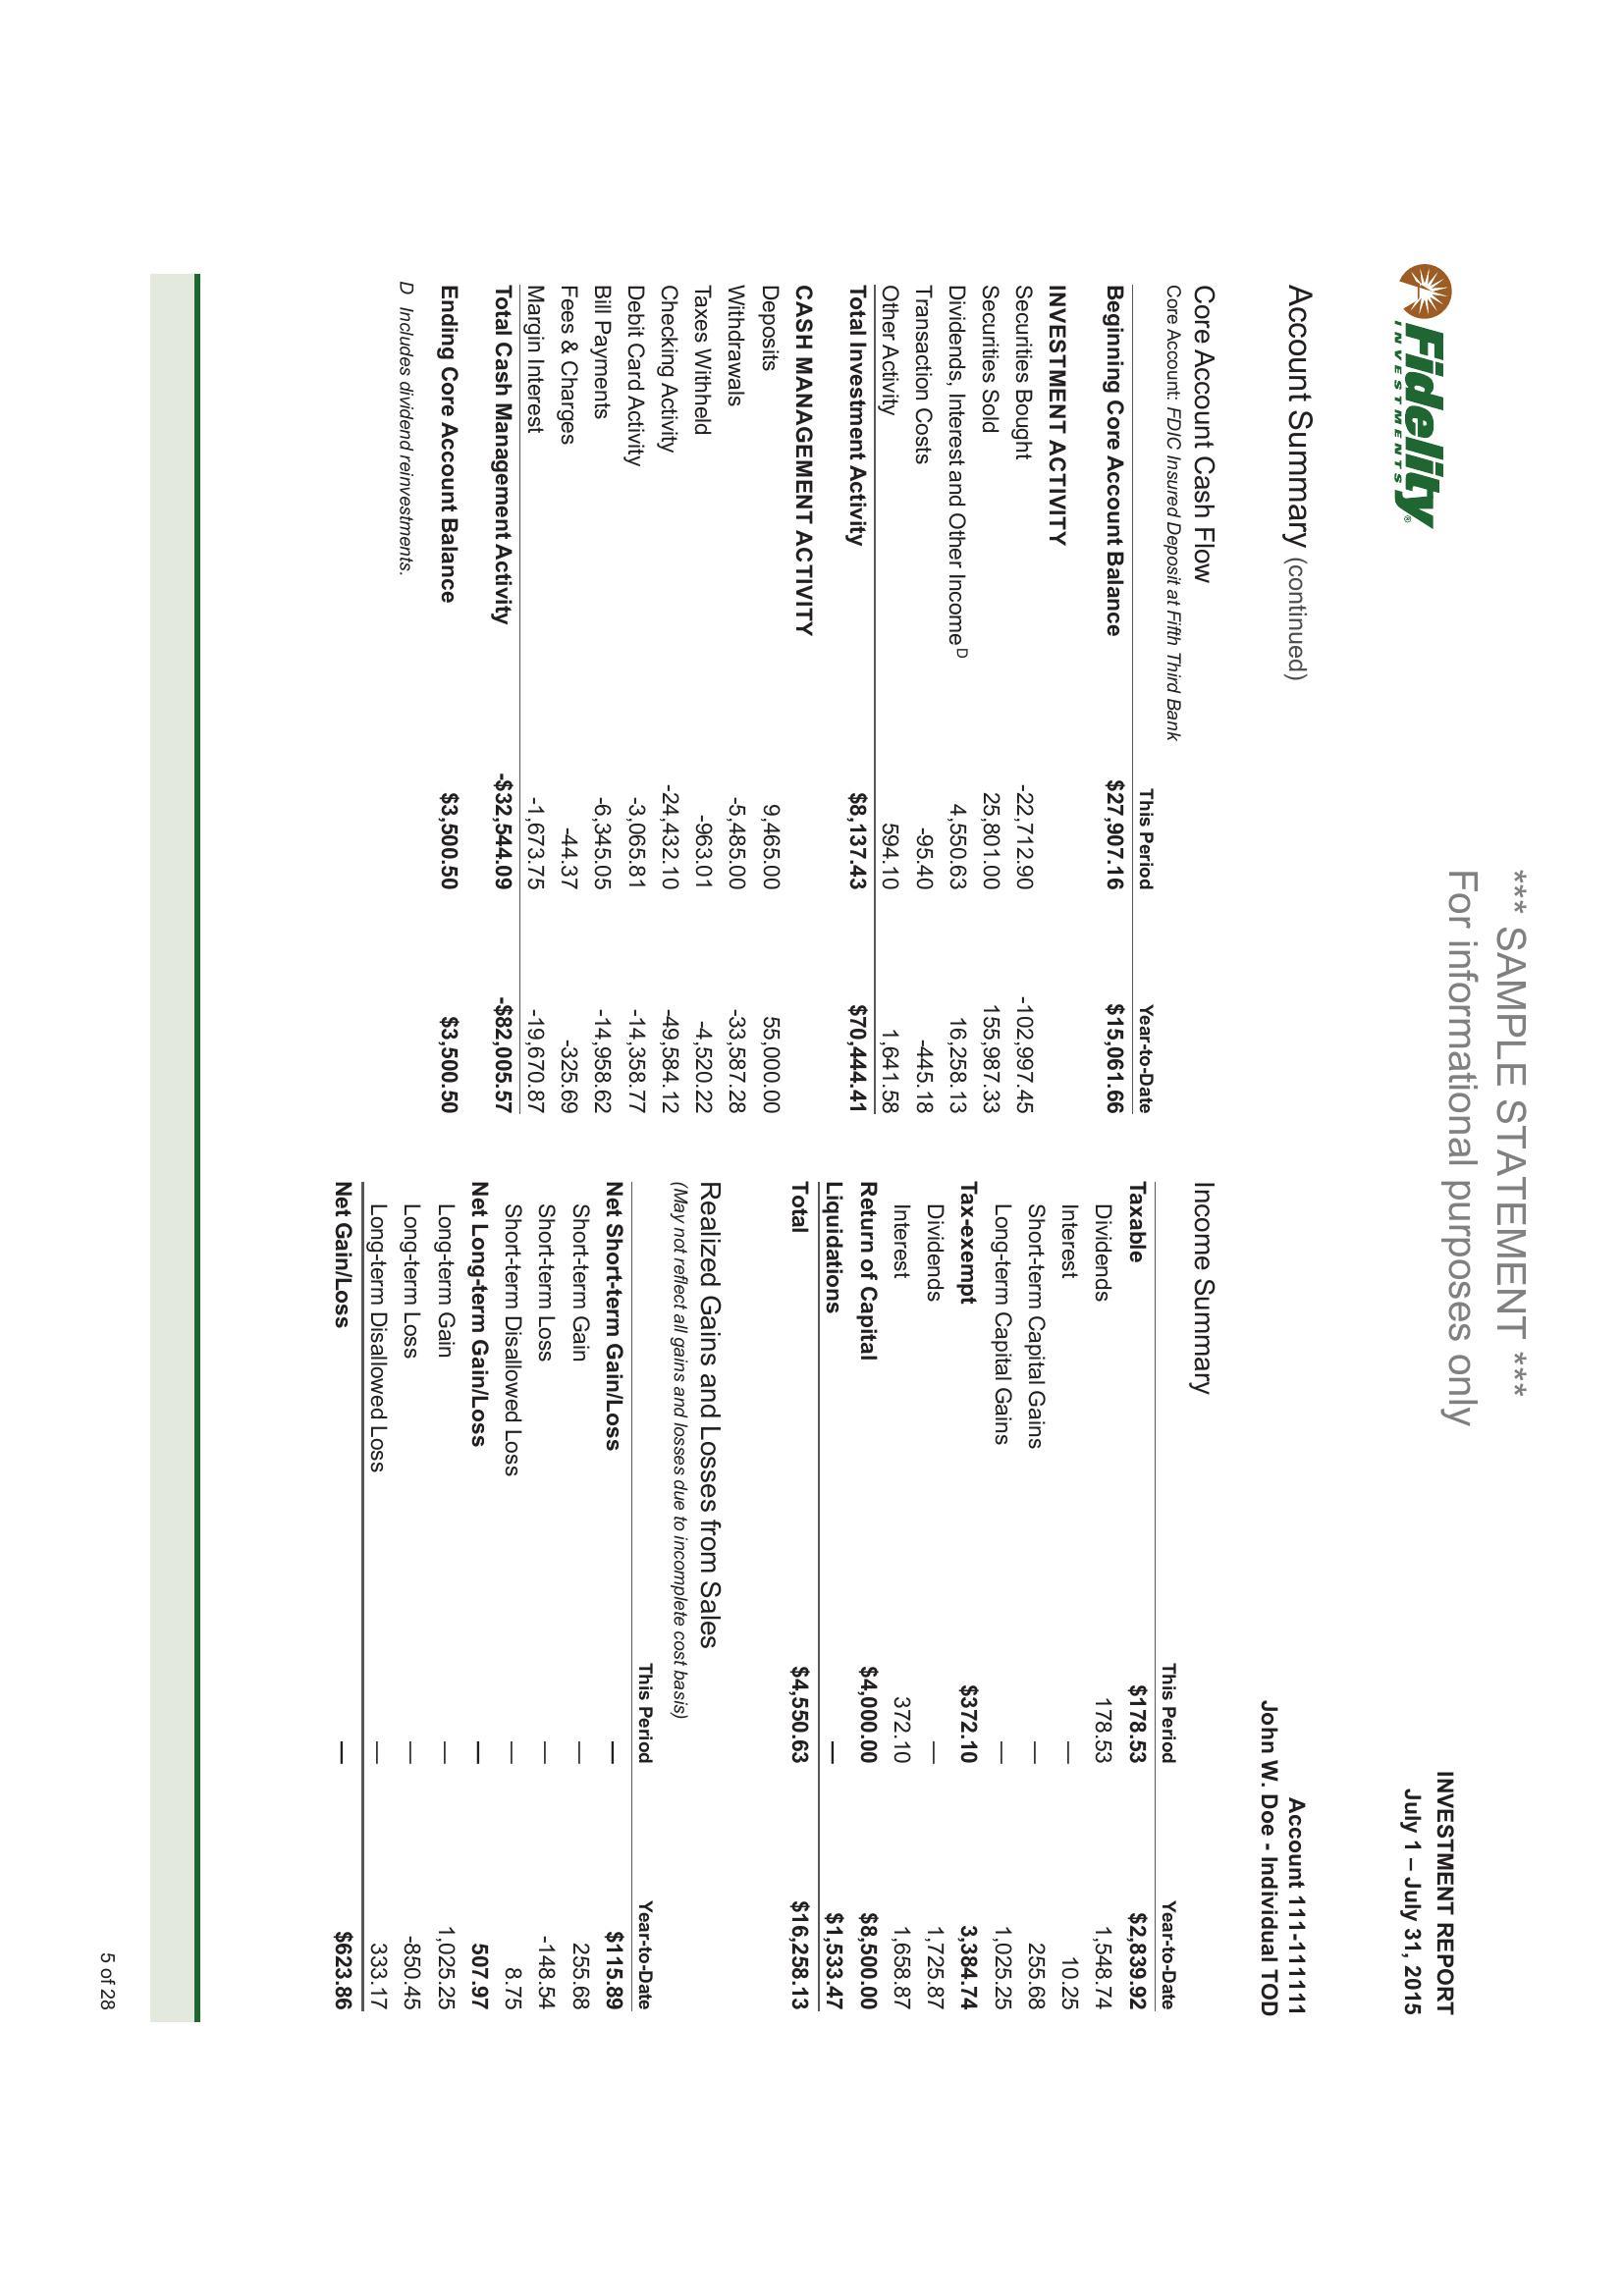 *** SAMPLE STATEMENT ***
For informational purposes only
Fidelity®
INVESTMENTS
INVESTMENT REPORT
July 1 – July 31, 2015
Account Summary (continued)
Account 111-11111
John W. Doe - Individual TOD
Core Account Cash Flow
Core Account: FDIC Insured Deposit at Fifth Third Bank
This Period Year-to-Date
Beginning Core Account Balance $27,907.16 $15,061.66
INVESTMENT ACTIVITY
Securities Bought -22,712.90 -102,997.45
Securities Sold 25,801.00 155,987.33
Dividends, Interest and Other Income D 4,550.63 16,258.13
Transaction Costs -95.40 -445.18
Other Activity 594.10 1,641.58
Total Investment Activity $8,137.43 $70,444.41
CASH MANAGEMENT ACTIVITY
Deposits 9,465.00 55,000.00
Withdrawals -5,485.00 -33,587.28
Taxes Withheld -963.01 -4,520.22
Checking Activity -24,432.10 -49,584.12
Debit Card Activity -3,065.81 -14,358.77
Bill Payments -6,345.05 -14,958.62
Fees & Charges -44.37 -325.69
Margin Interest -1,673.75 -19,670.87
Total Cash Management Activity -$32,544.09 -$82,005.57
Ending Core Account Balance $3,500.50 $3,500.50
D Includes dividend reinvestments.
Income Summary
This Period Year-to-Date
Taxable $178.53 $2,839.92
Dividends 178.53 1,548.74
Interest — 10.25
Short-term Capital Gains — 255.68
Long-term Capital Gains — 1,025.25
Tax-exempt $372.10 3,384.74
Dividends — 1,725.87
Interest 372.10 1,658.87
Return of Capital $4,000.00 $8,500.00
Liquidations — $1,533.47
Total $4,550.63 $16,258.13
Realized Gains and Losses from Sales
(May not reflect all gains and losses due to incomplete cost basis)
This Period Year-to-Date
Net Short-term Gain/Loss — $115.89
Short-term Gain — 255.68
Short-term Loss — -148.54
Short-term Disallowed Loss — 8.75
Net Long-term Gain/Loss — 507.97
Long-term Gain — 1,025.25
Long-term Loss — -850.45
Long-term Disallowed Loss — 333.17
Net Gain/Loss — $623.86
5 of 28